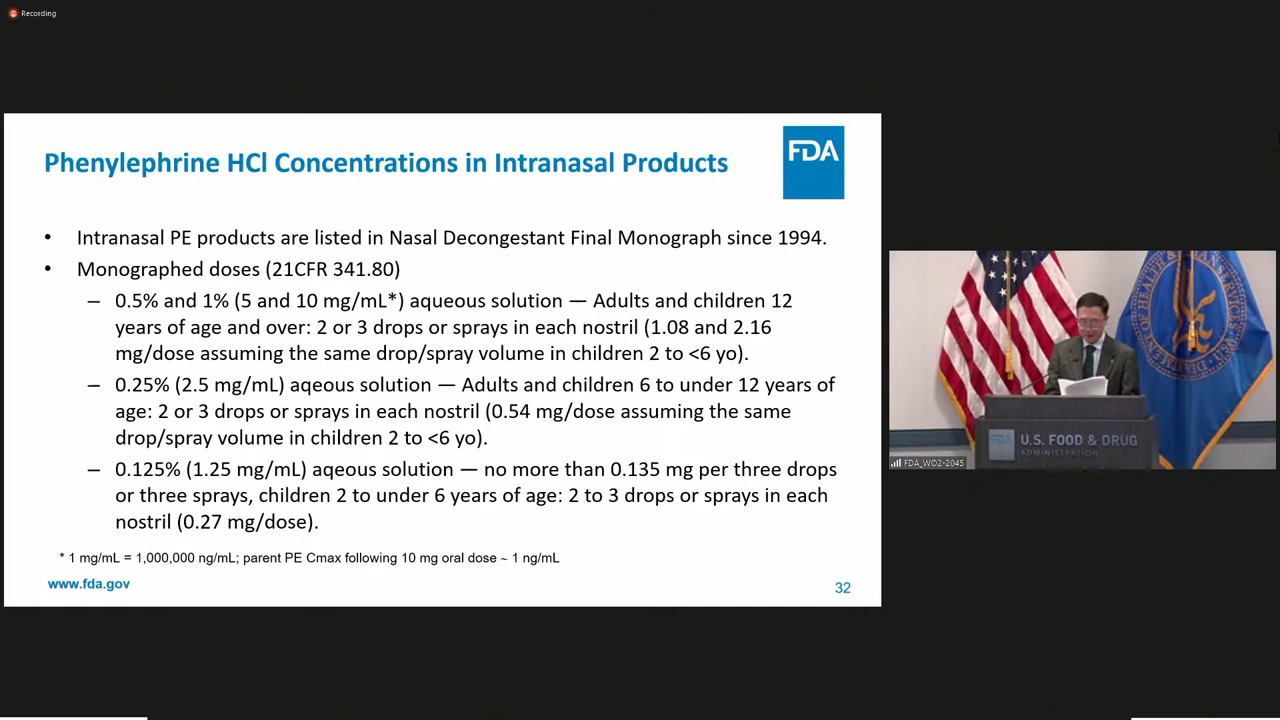 Recording
FDA
Phenylephrine HCl Concentrations in Intranasal Products
• Intranasal PE products are listed in Nasal Decongestant Final Monograph since 1994.
• Monographed doses (21CFR 341.80)
– 0.5% and 1% (5 and 10 mg/mL*) aqueous solution — Adults and children 12
years of age and over: 2 or 3 drops or sprays in each nostril (1.08 and 2.16
mg/dose assuming the same drop/spray volume in children 2 to <6 yo).
– 0.25% (2.5 mg/mL) aqeous solution — Adults and children 6 to under 12 years of
age: 2 or 3 drops or sprays in each nostril (0.54 mg/dose assuming the same
drop/spray volume in children 2 to <6 yo).
– 0.125% (1.25 mg/mL) aqeous solution — no more than 0.135 mg per three drops
or three sprays, children 2 to under 6 years of age: 2 to 3 drops or sprays in each
nostril (0.27 mg/dose).
* 1 mg/mL = 1,000,000 ng/mL; parent PE Cmax following 10 mg oral dose ~ 1 ng/mL
www.fda.gov
32
FDA
U.S. FOOD & DRUG
ADMINISTRATION
FDA_WO2-2045